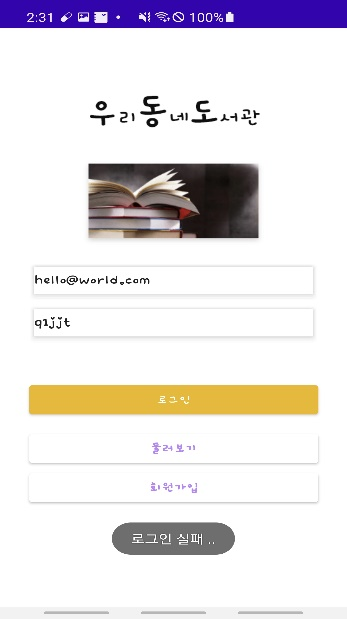 2:31 100%
우리동네도서관
hello@world.com
q1jjt
로그인
둘러보기
회원가입
로그인 실패 ..